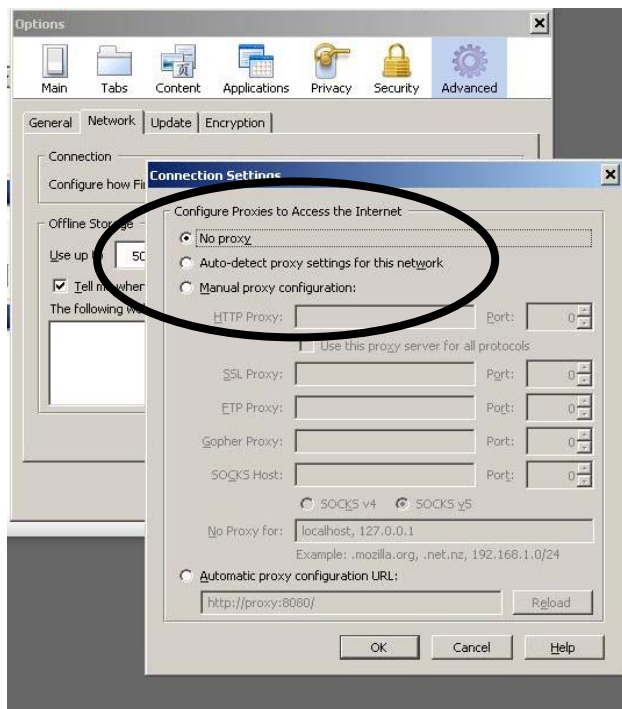 Options
Main Tabs Content Applications Privacy Security Advanced
General Network Update Encryption
Connection
Configure how
Connection Settings
Configure Proxies to Access the Internet
Offline Storage
No proxy
Use up
Auto-detect proxy settings for this network
Tell me when
Manual proxy configuration:
The following
HTTP Proxy: Port: 0
Use this proxy server for all protocols
SSL Proxy: Port: 0
FTP Proxy: Port: 0
Gopher Proxy: Port: 0
SOCKS Host: Port: 0
SOCKS v4 SOCKS v5
No Proxy for: localhost, 127.0.0.1
Example: .mozilla.org, .net.nz, 192.168.1.0/24
Automatic proxy configuration URL:
http://proxy:8080/ Reload
OK Cancel Help